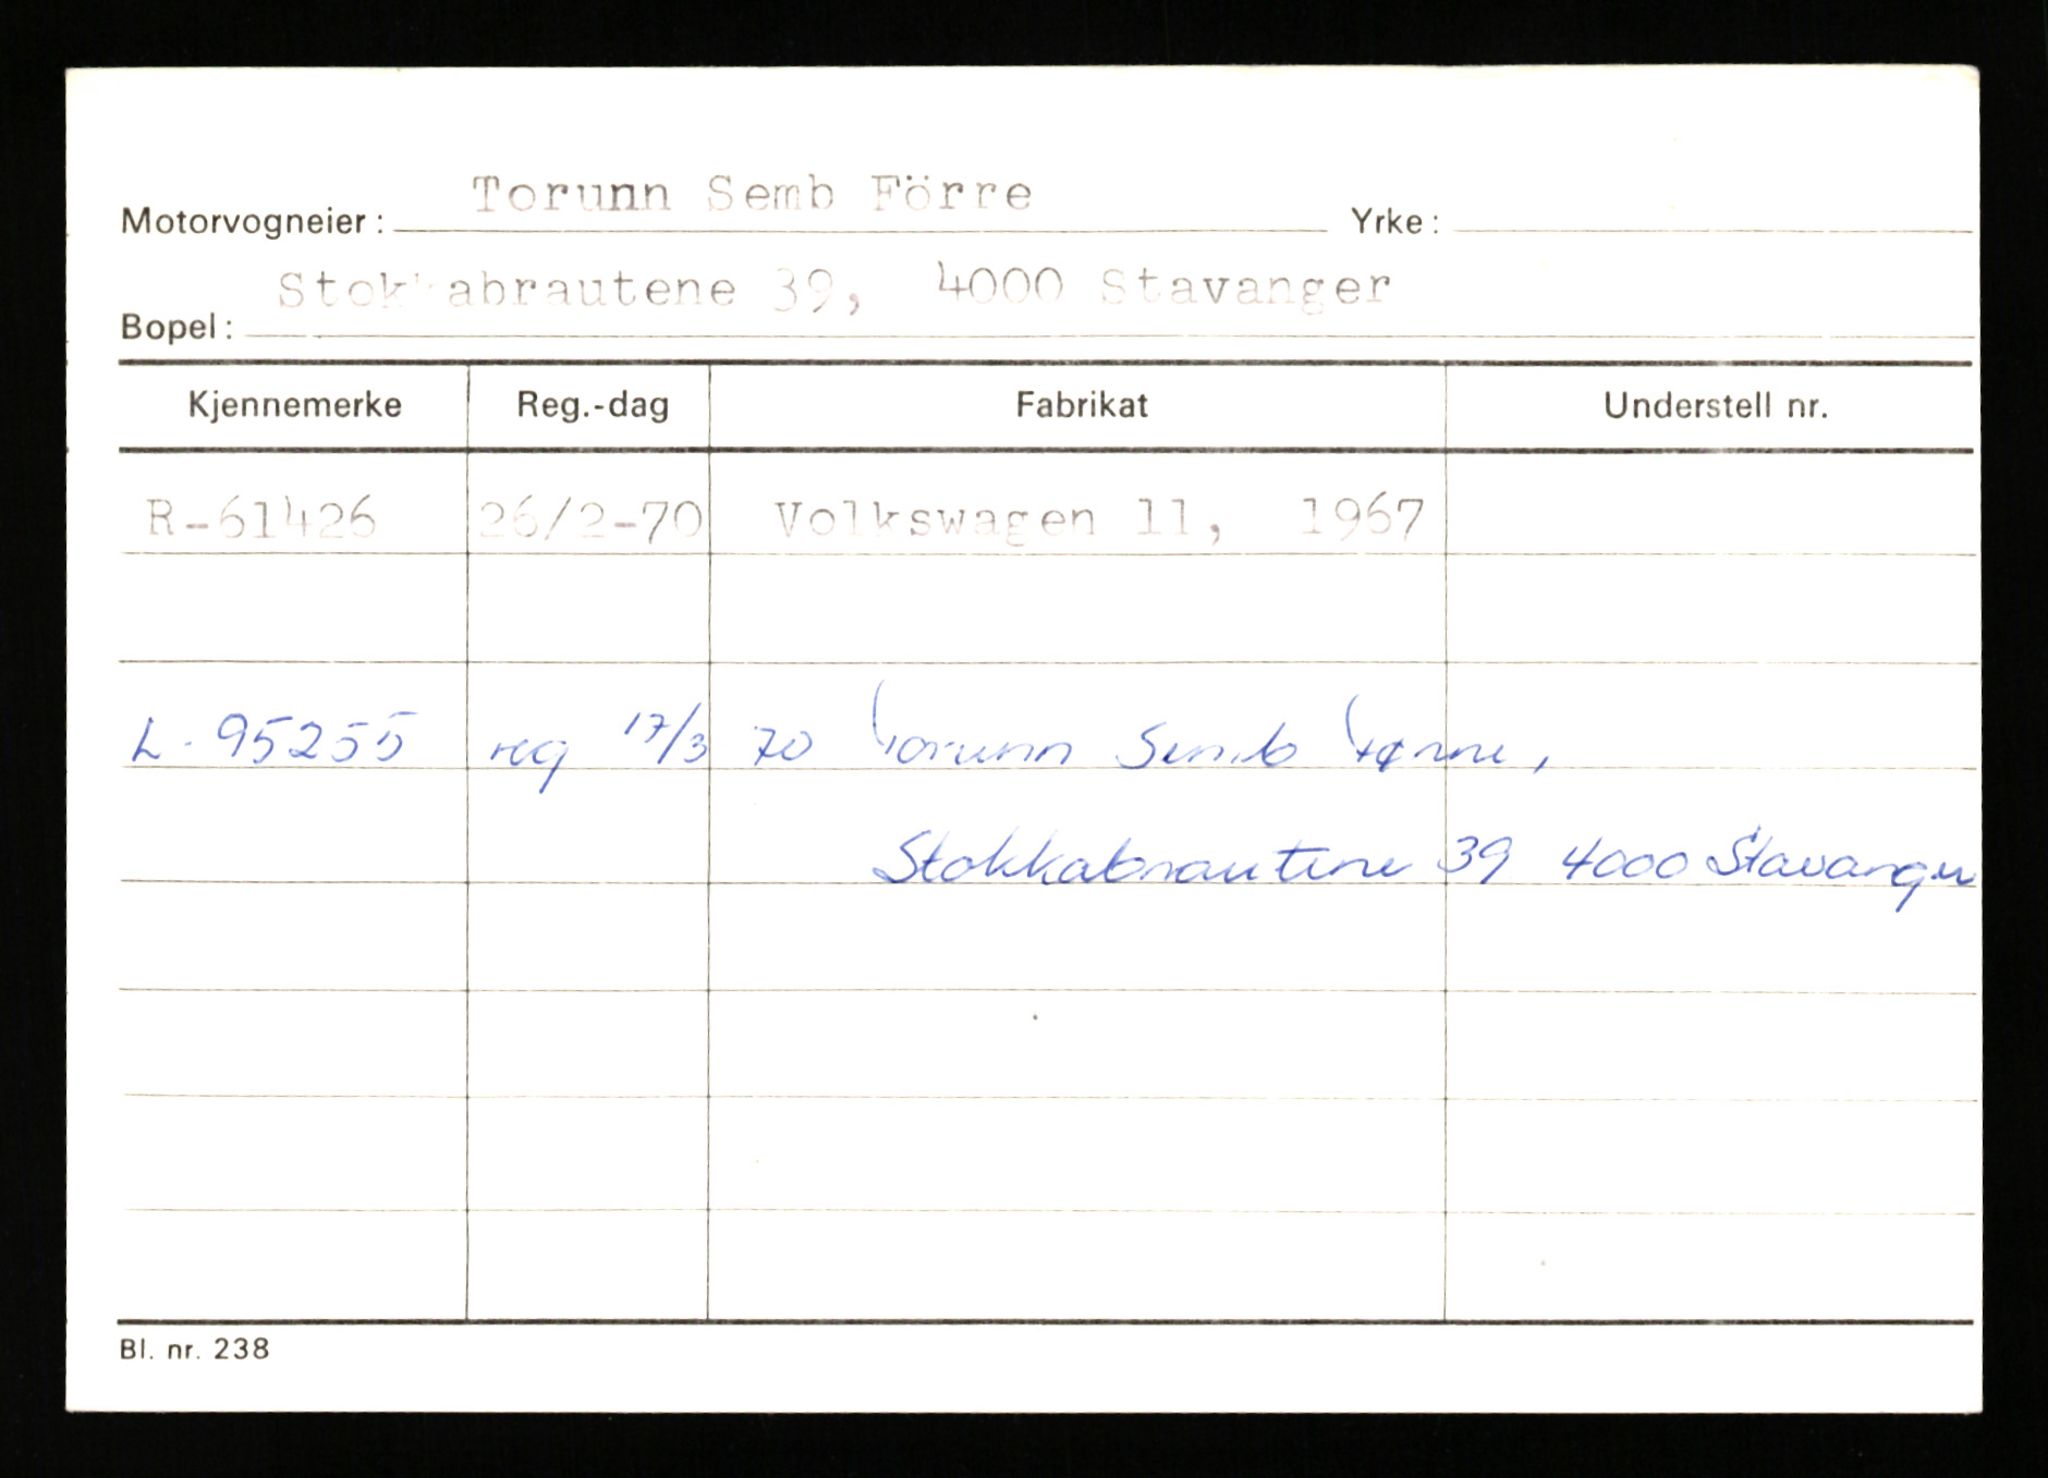 Motorvogneier: Torunn Semb Förre Yrke:
Bopel: Stokkabrautene 39, 4000 Stavanger
Kjennemerke Reg.-dag Fabrikat Understell nr.
R-61426 26/2-70 Volkswagen 11, 1967
L-95255 reg 17/3 70 Torunn Semb Førre,
Stokkabrautene 39 4000 Stavanger
Bl. nr. 238